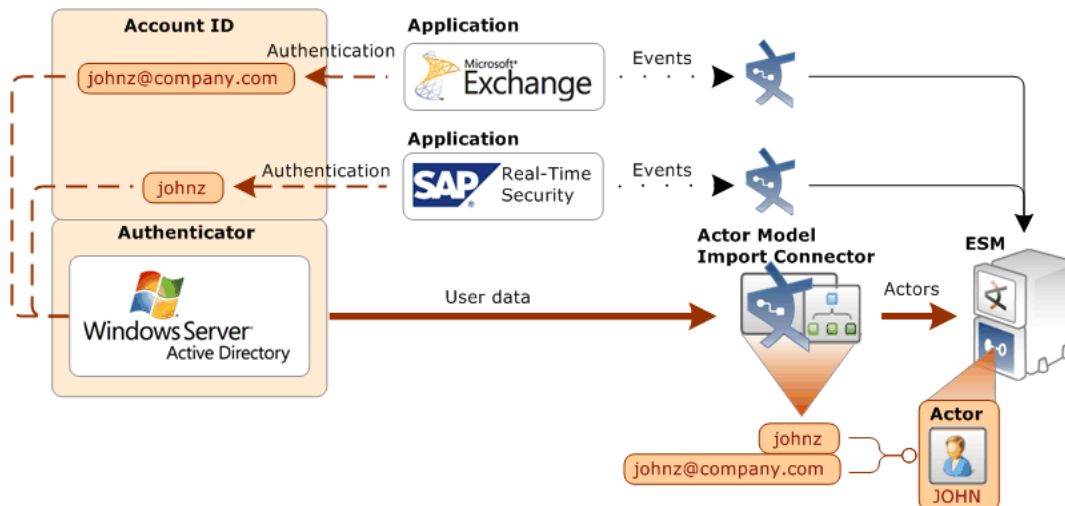 Account ID
johnz@company.com
Authentication
Application
Microsoft®
Exchange
Events
johnz
Authentication
Application
SAP
Real-Time
Security
Events
Authenticator
Windows Server
Active Directory
User data
Actor Model
Import Connector
Actors
ESM
johnz
johnz@company.com
Actor
JOHN